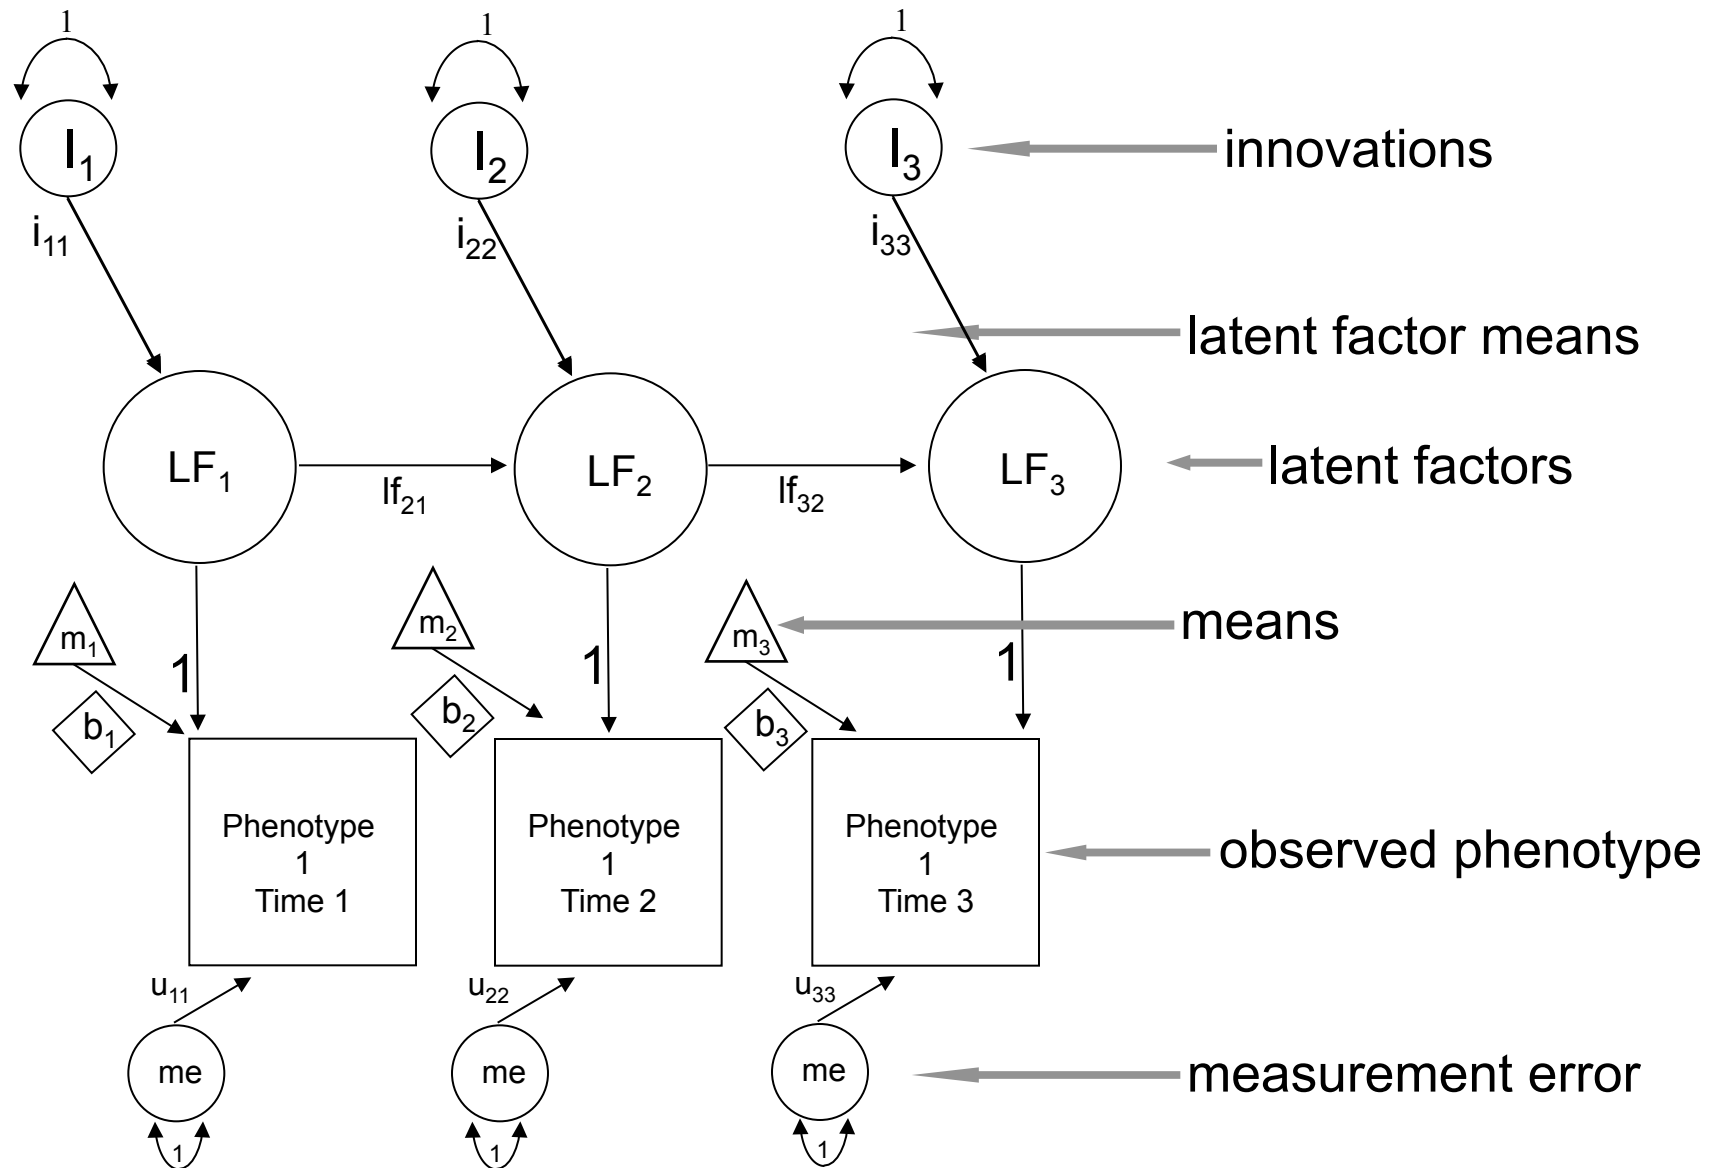 1 1 1
I₁ I₂ I₃ innovations
i₁₁ i₂₂ i₃₃
latent factor means
LF₁ LF₂ LF₃ latent factors
lf₂₁ lf₃₂
m₁ m₂ m₃ means
1 1 1
b₁ b₂ b₃
Phenotype Phenotype Phenotype
1 1 1
Time 1 Time 2 Time 3
observed phenotype
u₁₁ u₂₂ u₃₃
me me me measurement error
1 1 1